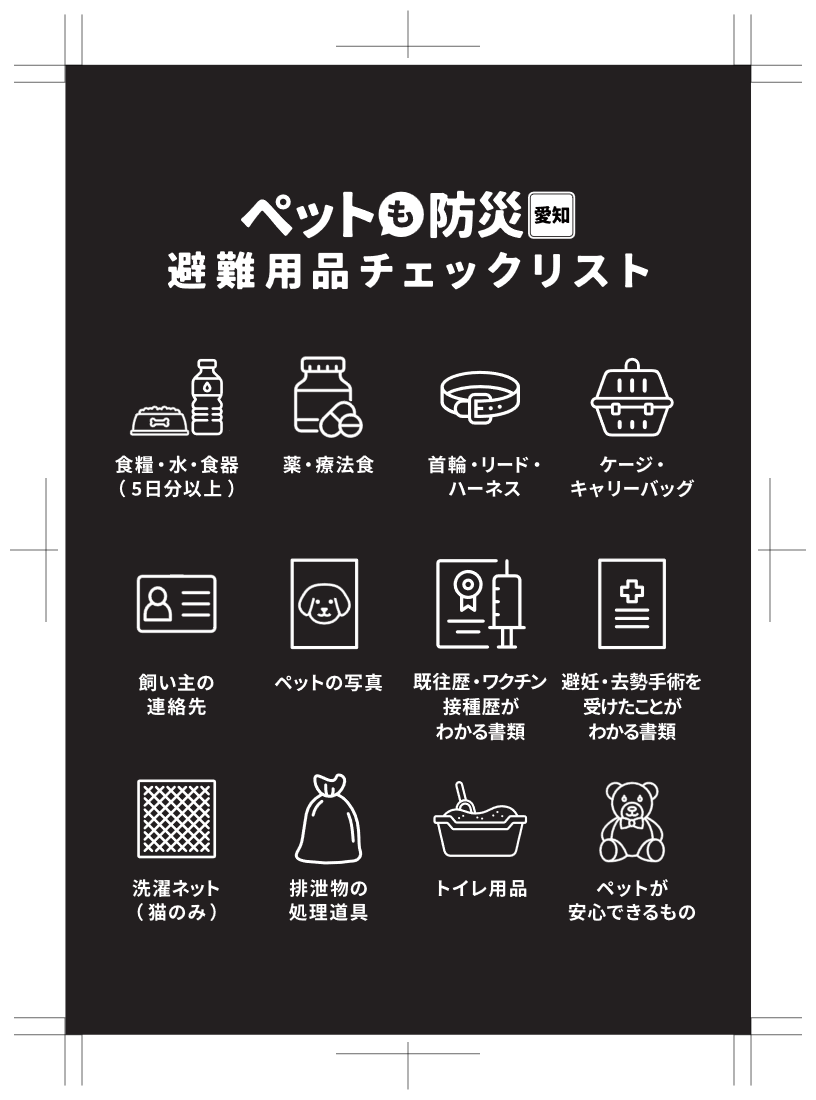 ペットも防災 愛知
避難用品チェックリスト
食糧・水・食器
（5日分以上）
薬・療法食
首輪・リード・
ハーネス
ケージ・
キャリーバッグ
飼い主の
連絡先
ペットの写真
既往歴・ワクチン
接種歴が
わかる書類
避妊・去勢手術を
受けたことが
わかる書類
洗濯ネット
（猫のみ）
排泄物の
処理道具
トイレ用品
ペットが
安心できるもの